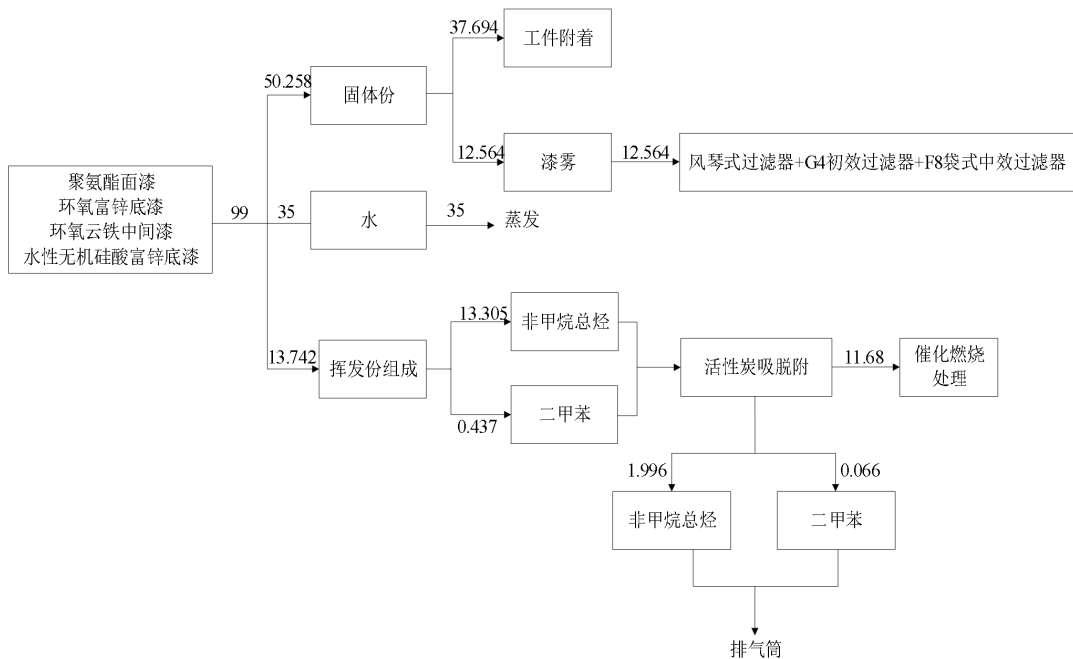 37.694
工件附着
50.258
固体份
12.564
漆雾
12.564
风琴式过滤器+G4初效过滤器+F8袋式中效过滤器
聚氨酯面漆
环氧富锌底漆
环氧云铁中间漆
水性无机硅酸富锌底漆
99
35
水
35
蒸发
13.742
挥发份组成
13.305
非甲烷总烃
0.437
二甲苯
活性炭吸脱附
11.68
催化燃烧
处理
1.996
非甲烷总烃
0.066
二甲苯
排气筒